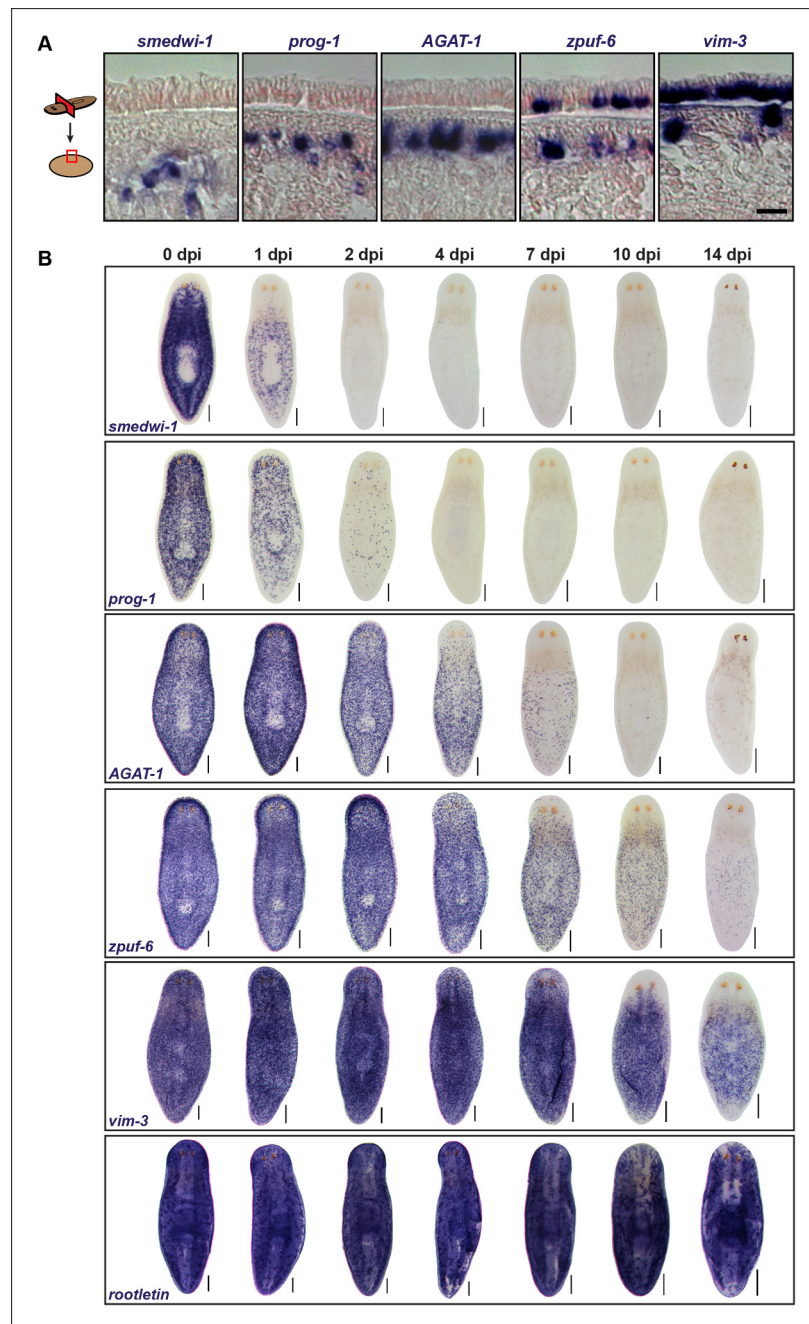 A
smedwi-1 prog-1 AGAT-1 zpuf-6 vim-3
B
0 dpi 1 dpi 2 dpi 4 dpi 7 dpi 10 dpi 14 dpi
smedwi-1
prog-1
AGAT-1
zpuf-6
vim-3
rootletin